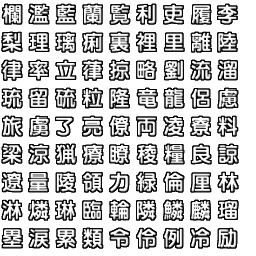 欄濫藍蘭覧利吏履李
梨理璃痢裏裡里離陸
律率立葎掠略劉流溜
琉留硫粒隆竜龍侶慮
旅虜了亮僚両凌寮料
梁涼猟療瞭稜糧良諒
遼量陵領力緑倫厘林
淋燐琳臨輪隣鱗麟瑠
塁涙累類令伶例冷励